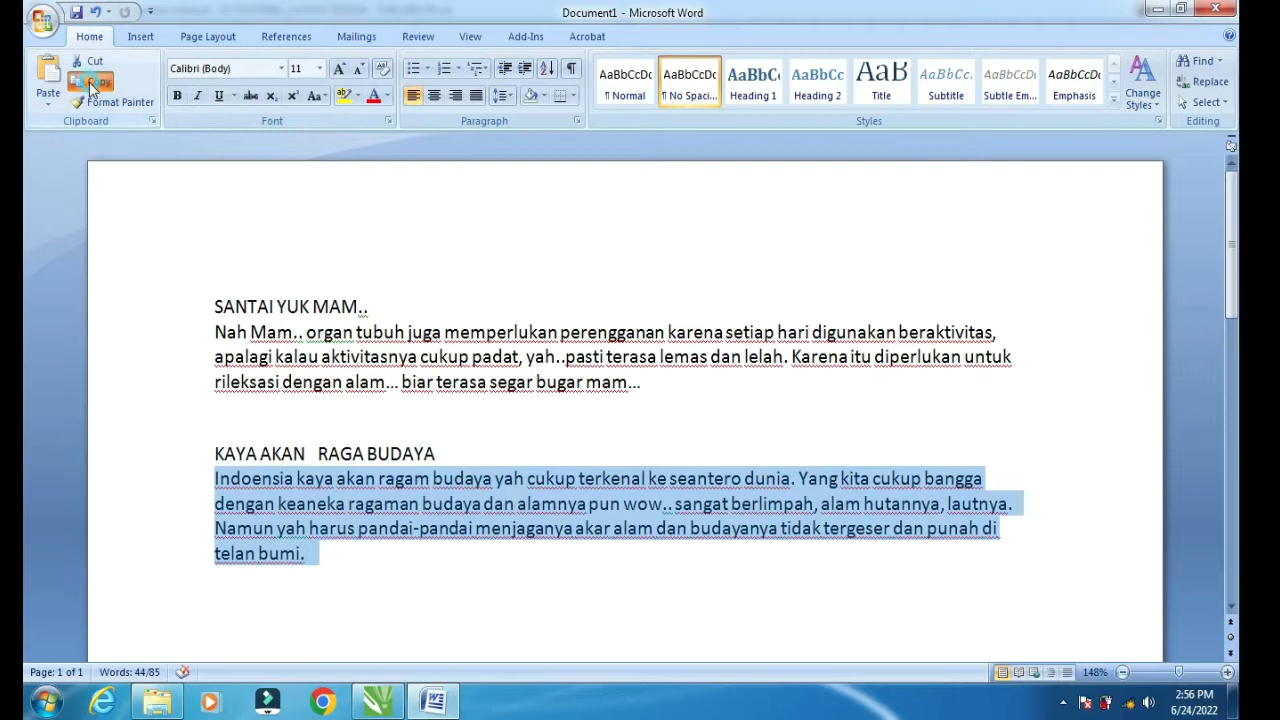 Document1 - Microsoft Word
Home Insert Page Layout References Mailings Review View Add-Ins Acrobat
Cut
Copy
Format Painter
Paste
Clipboard
Calibri (Body) 11
B I U abc X₂ X² Aa
Font
Paragraph
AaBbCcDc AaBbCcDc AaBbCc AaBbCc AaB AaBbCc. AaBbCcDc AaBbCcDc
¶ Normal ¶ No Spaci... Heading 1 Heading 2 Title Subtitle Subtle Em... Emphasis
Change
Styles
Styles
Find
Replace
Select
Editing
SANTAI YUK MAM..
Nah Mam.. organ tubuh juga memperlukan perengganan karena setiap hari digunakan beraktivitas,
apalagi kalau aktivitasnya cukup padat, yah..pasti terasa lemas dan lelah. Karena itu diperlukan untuk
rileksasi dengan alam... biar terasa segar bugar mam...
KAYA AKAN RAGA BUDAYA
Indoensia kaya akan ragam budaya yah cukup terkenal ke seantero dunia. Yang kita cukup bangga
dengan keaneka ragaman budaya dan alamnya pun wow.. sangat berlimpah, alam hutannya, lautnya.
Namun yah harus pandai-pandai menjaganya akar alam dan budayanya tidak tergeser dan punah di
telan bumi.
Page: 1 of 1 Words: 44/85 148%
2:56 PM
6/24/2022